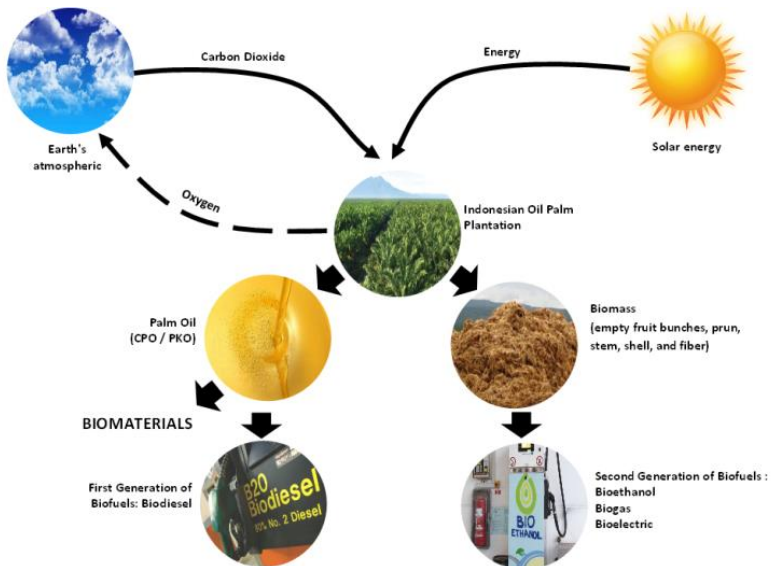 Carbon Dioxide
Energy
Earth's
atmospheric
Solar energy
Oxygen
Indonesian Oil Palm
Plantation
Palm Oil
(CPO / PKO)
Biomass
(empty fruit bunches, prun,
stem, shell, and fiber)
BIOMATERIALS
First Generation of
Biofuels: Biodiesel
B20
Biodiesel
80% No. 2 Diesel
BIO
ETHANOL
Second Generation of Biofuels :
Bioethanol
Biogas
Bioelectric